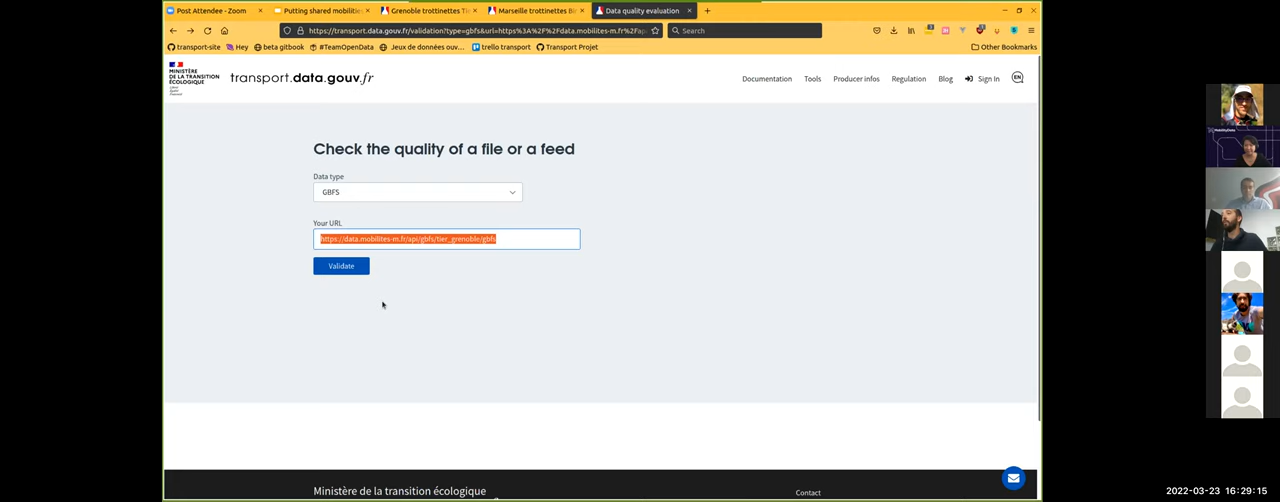 Post Attendee - Zoom
Putting shared mobilitie
Grenoble trottinettes Ti
Marseille trottinettes Bi
Data quality evaluation
https://transport.data.gouv.fr/validation?type=gbfs&url=https%3A%2F%2Fdata.mobilites-m.fr%2Fap
Search
transport-site
Hey
beta gitbook
#TeamOpenData
Jeux de données ouv...
trello transport
Transport Projet
Other Bookmarks
MINISTÈRE
DE LA TRANSITION
ÉCOLOGIQUE
transport.data.gouv.fr
Documentation
Tools
Producer infos
Regulation
Blog
Sign In
EN
Check the quality of a file or a feed
Data type
GBFS
Your URL
https://data.mobilites-m.fr/api/gbfs/tier_grenoble/gbfs
Validate
Ministère de la transition écologique
Contact
MobilityData
2022-03-23 16:29:15